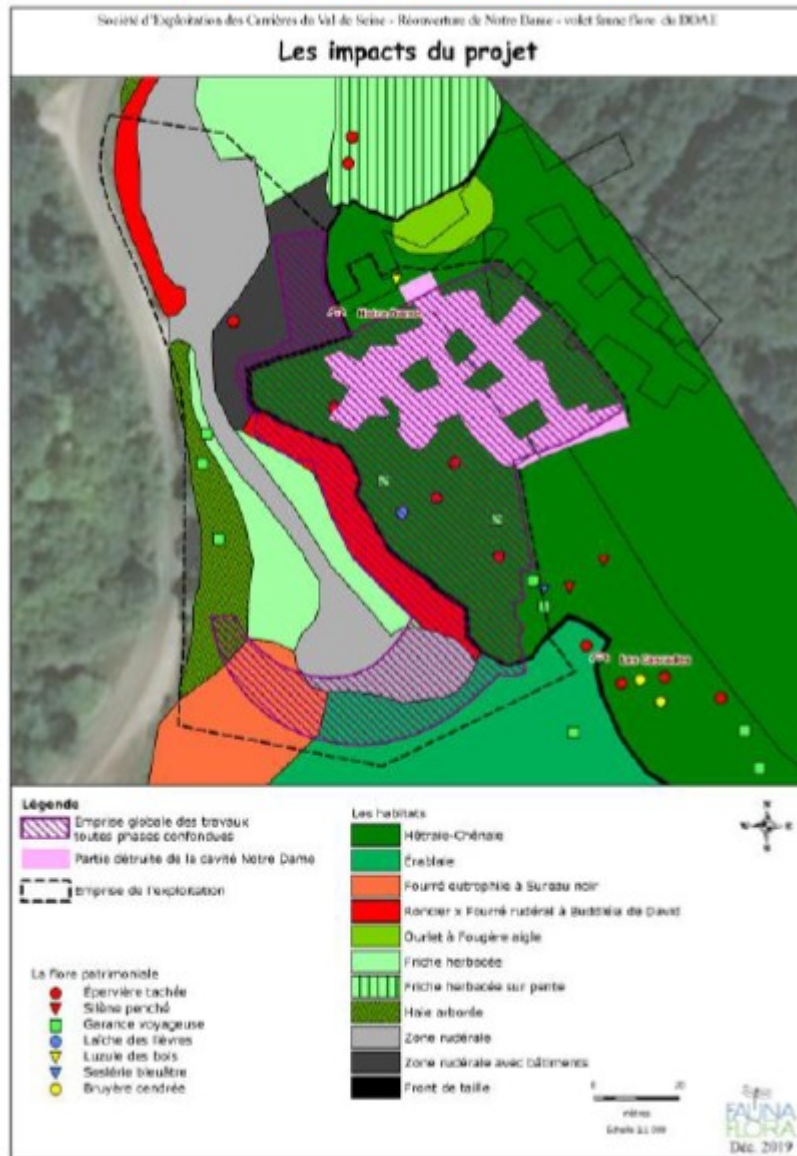 Société d'Exploitation des Carrières du Val de Seine - Réouverture de Notre Dame - volet faune flore du DDAE
Les impacts du projet
Notre Dame
Les Cascades
Légende
Emprise globale des travaux
toutes phases confondues
Partie détruite de la cavité Notre Dame
Emprise de l'exploitation
La flore patrimoniale
Épervière tachée
Silène penché
Garance voyageuse
Laîche des lièvres
Luzule des bois
Seslérie bleuâtre
Bruyère cendrée
Les habitats
Hêtraie-Chênaie
Érablaie
Fourré eutrophile à Sureau noir
Roncier x Fourré rudéral à Buddléia de David
Ourlet à Fougère aigle
Friche herbacée
Friche herbacée sur pente
Haie arborée
Zone rudérale
Zone rudérale avec bâtiments
Front de taille
0 20
mètres
FAUNA
FLORA
Déc. 2019